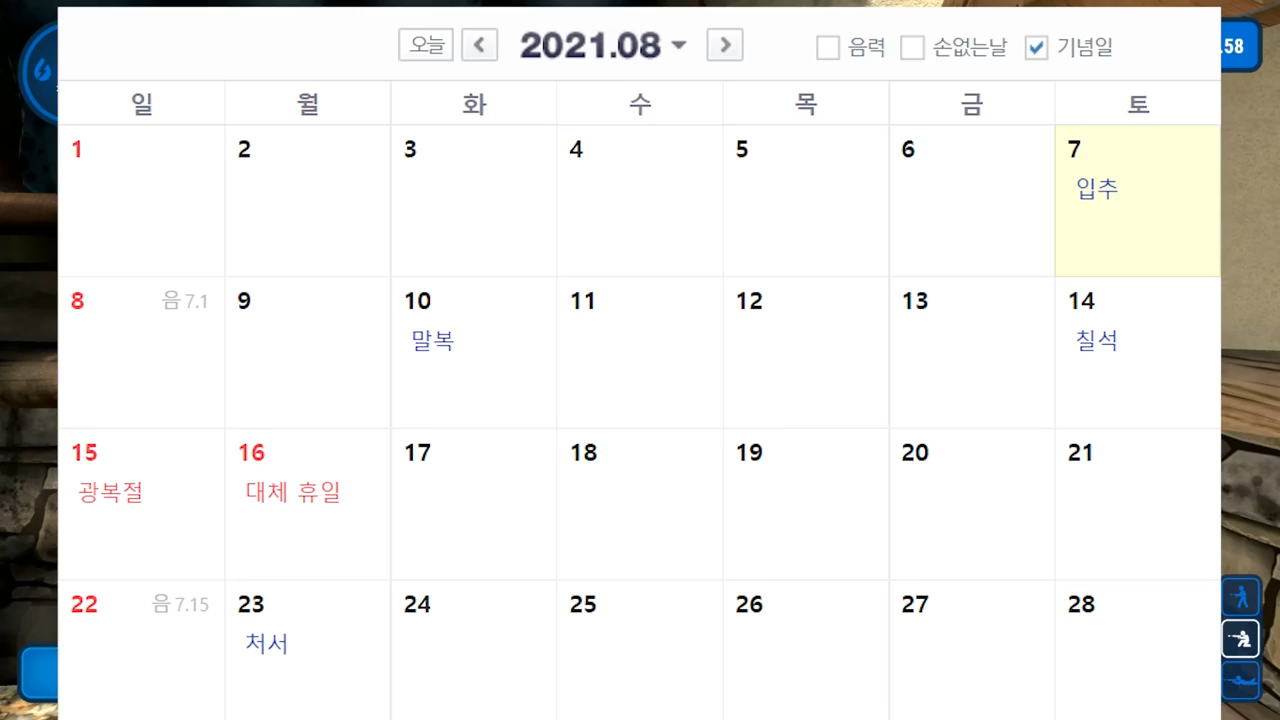 오늘 2021.08 음력 손없는날 기념일
.58
일 월 화 수 목 금 토
1 2 3 4 5 6 7
입추
8 음 7.1 9 10 11 12 13 14
말복 칠석
15 16 17 18 19 20 21
광복절 대체 휴일
22 음 7.15 23 24 25 26 27 28
처서